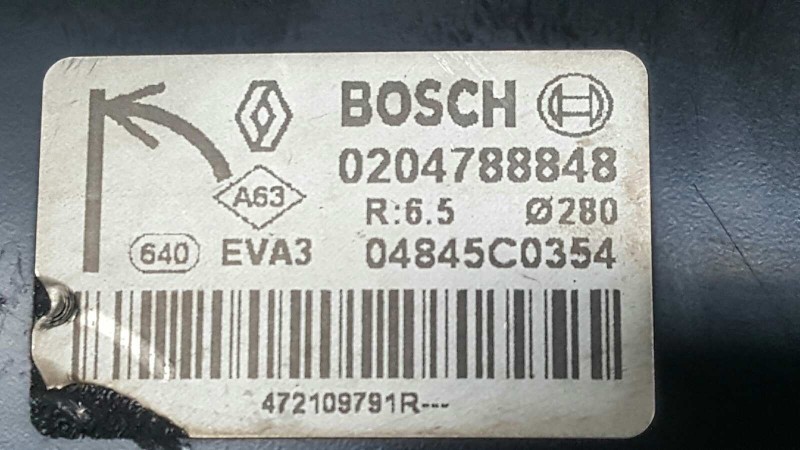 BOSCH
0204788848
A63
R:6.5 Ø280
640 EVA3 04845C0354
472109791R---